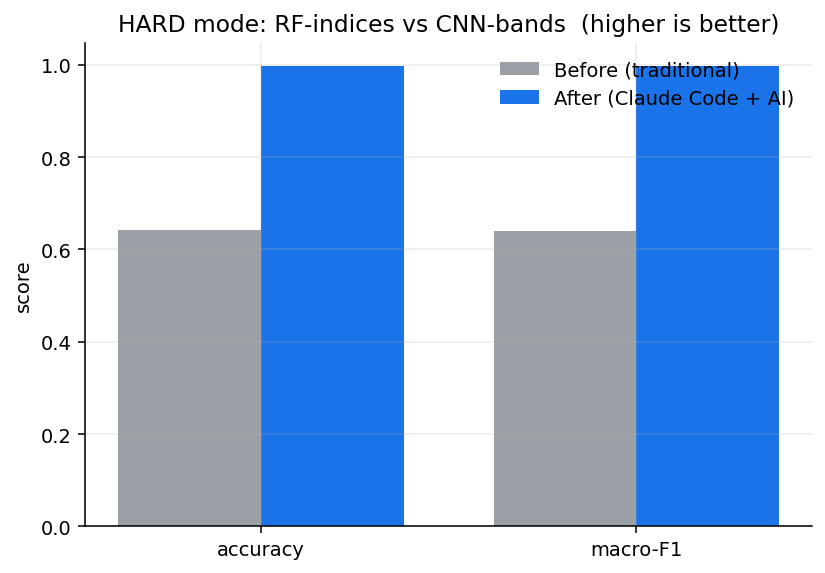 HARD mode: RF-indices vs CNN-bands  (higher is better)
Before (traditional)
After (Claude Code + AI)
score
1.0
0.8
0.6
0.4
0.2
0.0
accuracy
macro-F1